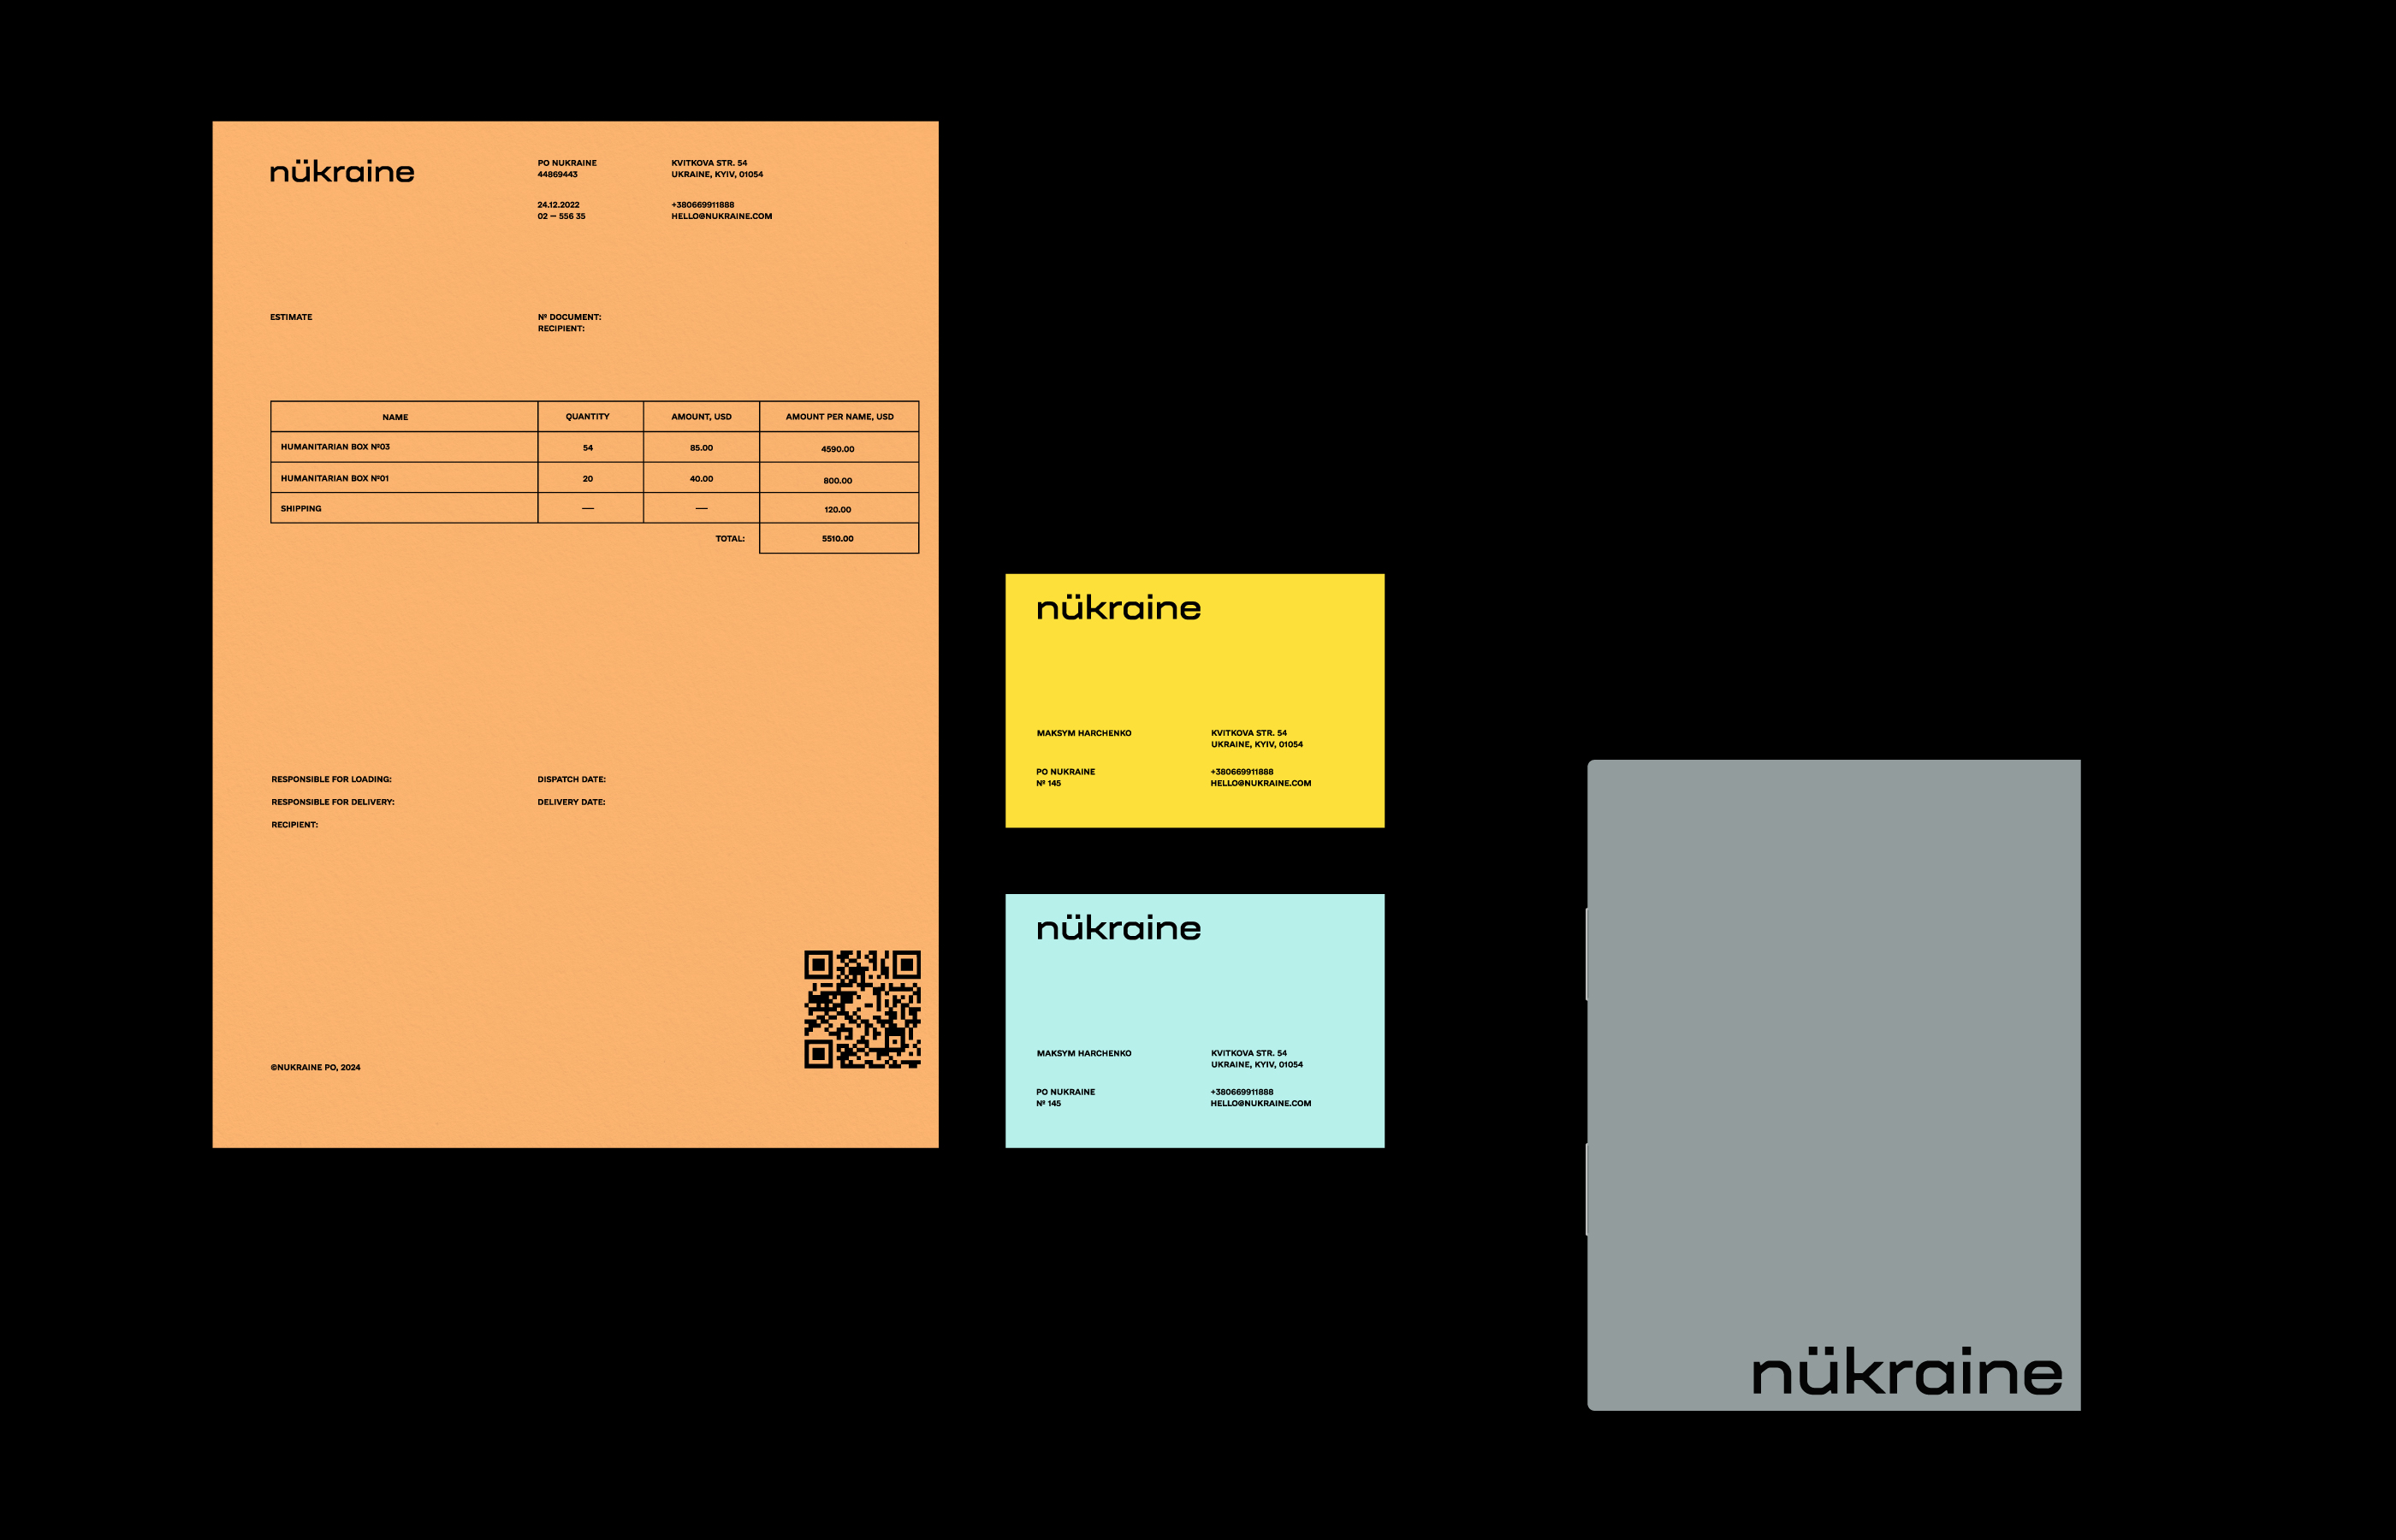 nükraine
PO NUKRAINE
44869443
KVITKOVA STR. 54
UKRAINE, KYIV, 01054
24.12.2022
02 — 556 35
+380669911888
HELLO@NUKRAINE.COM
ESTIMATE
Nº DOCUMENT:
RECIPIENT:
NAME QUANTITY AMOUNT, USD AMOUNT PER NAME, USD
HUMANITARIAN BOX Nº03 54 85.00 4590.00
HUMANITARIAN BOX Nº01 20 40.00 800.00
SHIPPING — — 120.00
TOTAL: 5510.00
RESPONSIBLE FOR LOADING: DISPATCH DATE:
RESPONSIBLE FOR DELIVERY: DELIVERY DATE:
RECIPIENT:
©NUKRAINE PO, 2024
nükraine
MAKSYM HARCHENKO
KVITKOVA STR. 54
UKRAINE, KYIV, 01054
PO NUKRAINE
Nº 145
+380669911888
HELLO@NUKRAINE.COM
nükraine
MAKSYM HARCHENKO
KVITKOVA STR. 54
UKRAINE, KYIV, 01054
PO NUKRAINE
Nº 145
+380669911888
HELLO@NUKRAINE.COM
nükraine